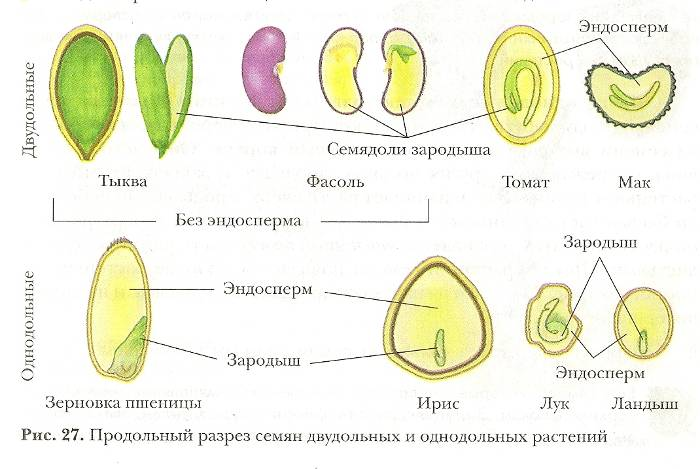 Двудольные
Эндосперм
Семядоли зародыша
Тыква Фасоль Томат Мак
Без эндосперма
Однодольные
Зародыш
Эндосперм
Зародыш
Эндосперм
Зерновка пшеницы Ирис Лук Ландыш
Рис. 27. Продольный разрез семян двудольных и однодольных растений